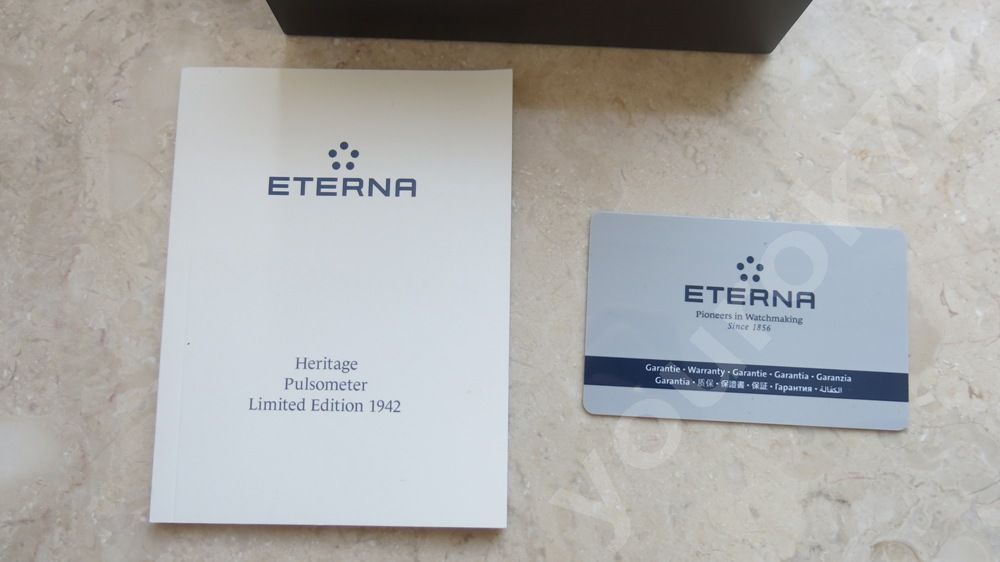 ETERNA
Heritage
Pulsometer
Limited Edition 1942
ETERNA
Pioneers in Watchmaking
Since 1856
Garantie • Warranty • Garantie • Garantía • Garanzia
Garantia • 质保 • 保證書 • 保証 • Гарантия • الكفالة